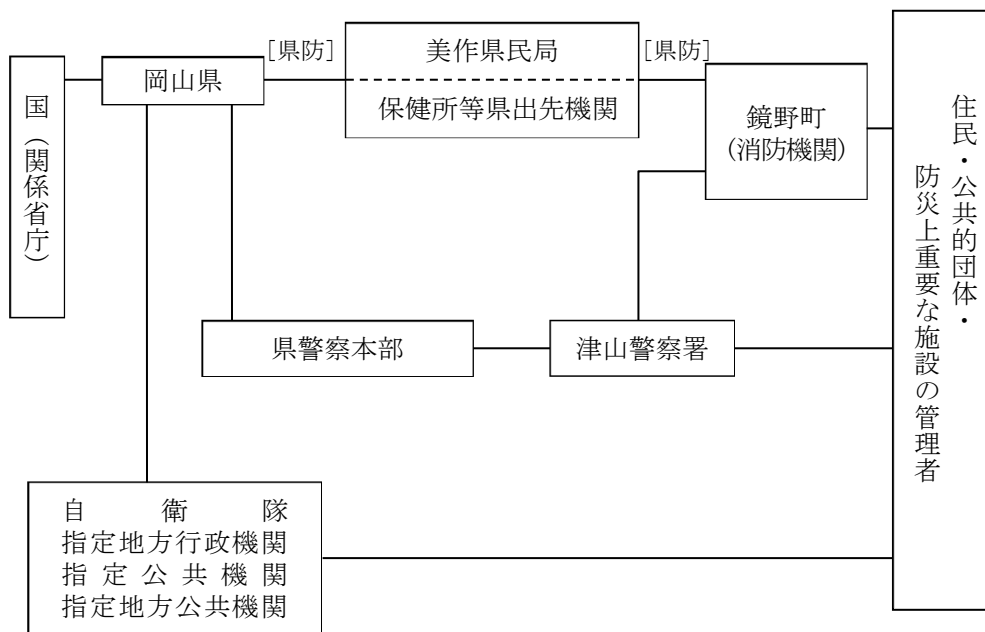 国（関係省庁）
岡山県
[県防]
美作県民局
保健所等県出先機関
[県防]
鏡野町
(消防機関)
住民・公共的団体・
防災上重要な施設の管理者
県警察本部
津山警察署
自衛隊
指定地方行政機関
指定公共機関
指定地方公共機関